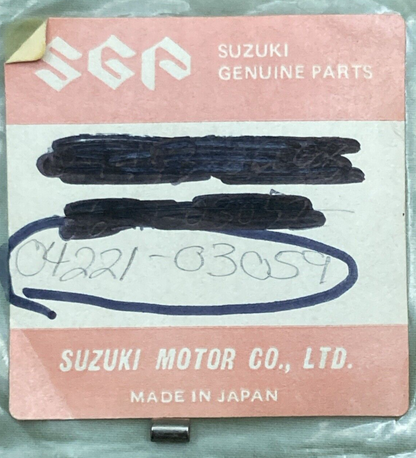 SGP
SUZUKI
GENUINE PARTS
04221-03059
SUZUKI MOTOR CO., LTD.
MADE IN JAPAN